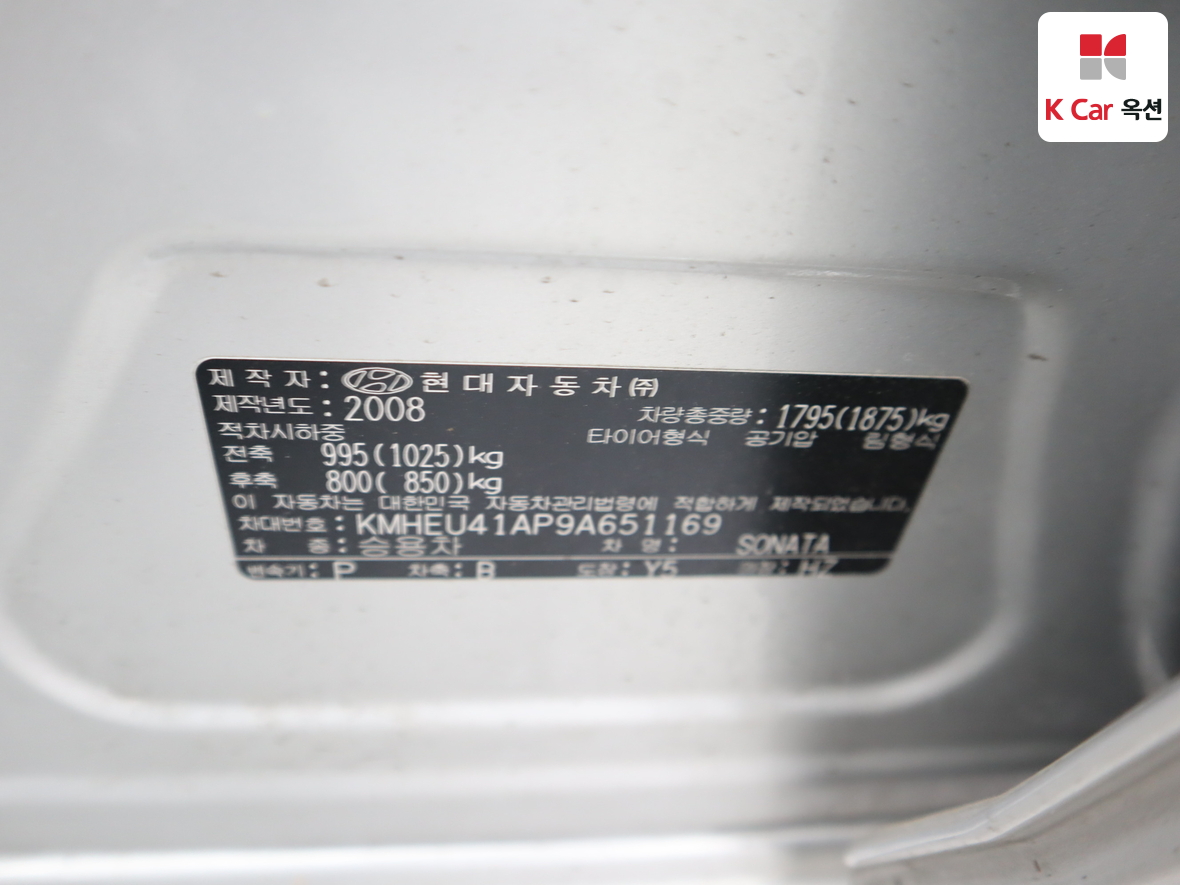 K Car 옥션
제 작 자 : 현 대 자 동 차 ㈜
제작년도 : 2008
차량총중량 : 1795(1875)kg
적차시하중
타이어형식 공기압 림형식
전축 995(1025)kg
후축 800( 850)kg
이 자동차는 대한민국 자동차관리법령에 적합하게 제작되었습니다.
차대번호 : KMHEU41AP9A651169
차 종 : 승용차 차 명 : SONATA
변속기 : P 차축 : B 도장 : Y5 내장 : HZ